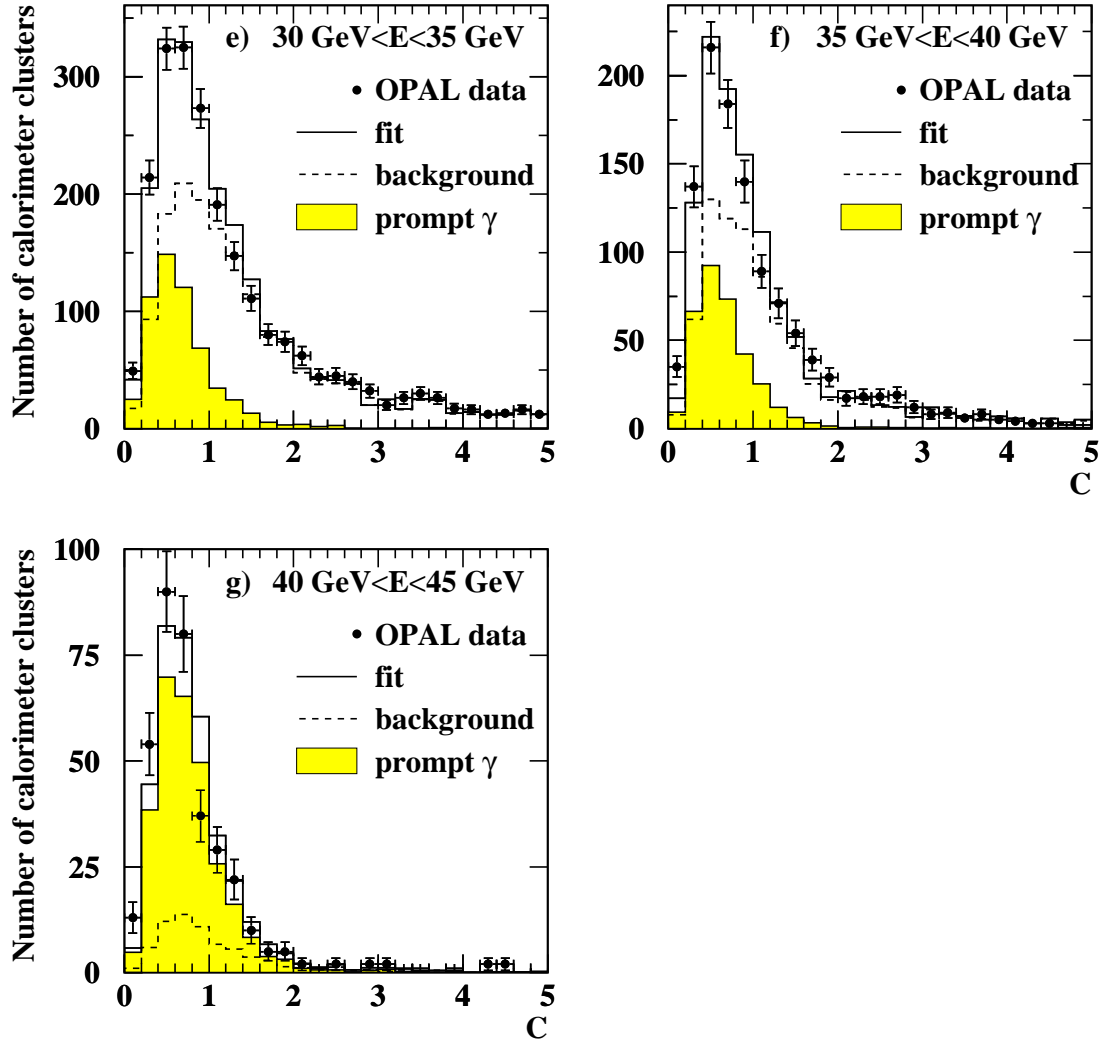 Number of calorimeter clusters
e) 30 GeV<E<35 GeV
OPAL data
fit
background
prompt γ
300
200
100
0
0 1 2 3 4 5
f) 35 GeV<E<40 GeV
OPAL data
fit
background
prompt γ
200
150
100
50
0
0 1 2 3 4 5
C
Number of calorimeter clusters
g) 40 GeV<E<45 GeV
OPAL data
fit
background
prompt γ
100
75
50
25
0
0 1 2 3 4 5
C